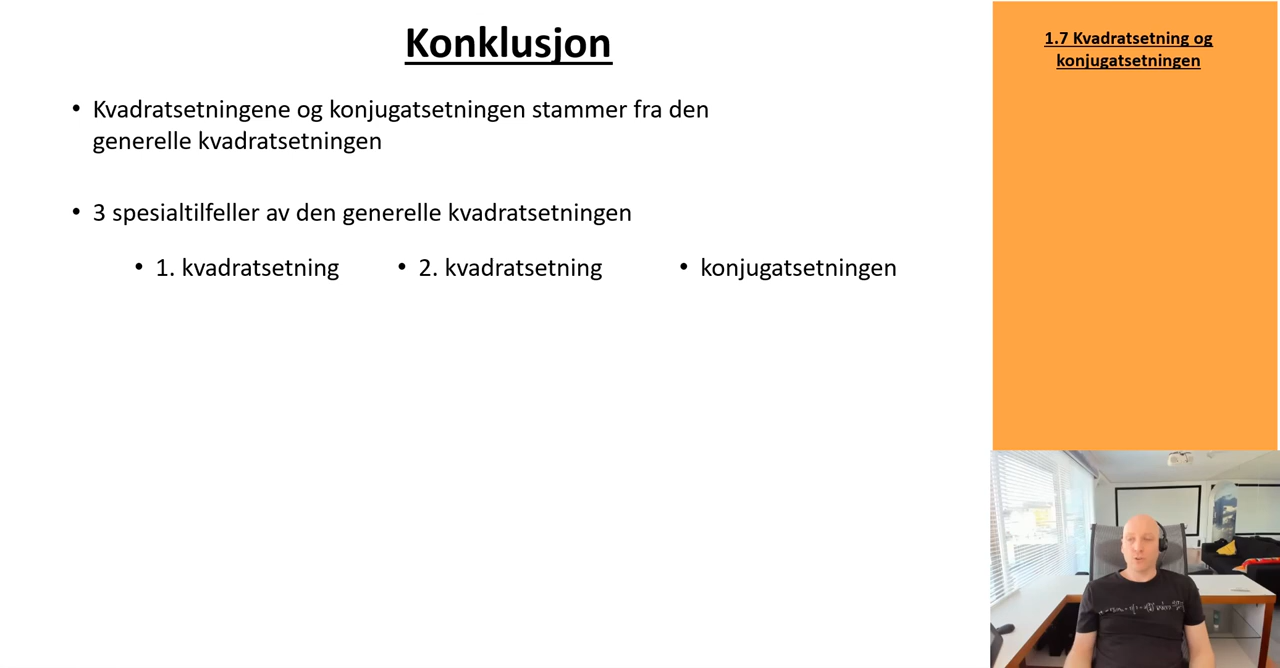 Konklusjon
• Kvadratsetningene og konjugatsetningen stammer fra den
generelle kvadratsetningen
• 3 spesialtilfeller av den generelle kvadratsetningen
• 1. kvadratsetning • 2. kvadratsetning • konjugatsetningen
1.7 Kvadratsetning og
konjugatsetningen